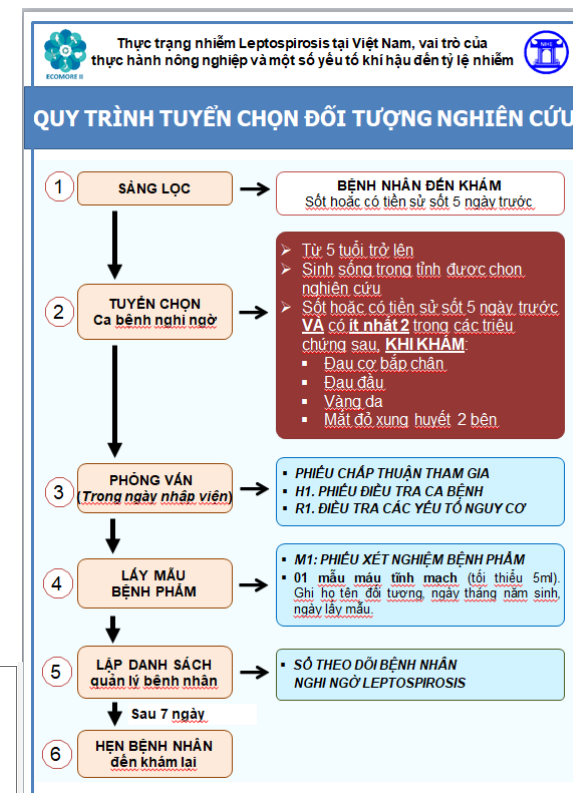 Thực trạng nhiễm Leptospirosis tại Việt Nam, vai trò của
thực hành nông nghiệp và một số yếu tố khí hậu đến tỷ lệ nhiễm
ECOMORE II
QUY TRÌNH TUYỂN CHỌN ĐỐI TƯỢNG NGHIÊN CỨU
1
SÀNG LỌC
BỆNH NHÂN ĐẾN KHÁM
Sốt hoặc có tiền sử sốt 5 ngày trước
2
TUYỂN CHỌN
Ca bệnh nghi ngờ
➢ Từ 5 tuổi trở lên
➢ Sinh sống trong tỉnh được chọn
nghiên cứu
➢ Sốt hoặc có tiền sử sốt 5 ngày trước
VÀ có ít nhất 2 trong các triệu
chứng sau, KHI KHÁM:
▪ Đau cơ bắp chân
▪ Đau đầu
▪ Vàng da
▪ Mắt đỏ xung huyết 2 bên
3
PHỎNG VẤN
(Trong ngày nhập viện)
▪ PHIẾU CHẤP THUẬN THAM GIA
▪ H1. PHIẾU ĐIỀU TRA CA BỆNH
▪ R1. ĐIỀU TRA CÁC YẾU TỐ NGUY CƠ
4
LẤY MẪU
BỆNH PHẨM
▪ M1: PHIẾU XÉT NGHIỆM BỆNH PHẨM
▪ 01 mẫu máu tĩnh mạch (tối thiểu 5ml).
Ghi họ tên đối tượng, ngày tháng năm sinh,
ngày lấy mẫu.
5
LẬP DANH SÁCH
quản lý bệnh nhân
▪ SỔ THEO DÕI BỆNH NHÂN
NGHI NGỜ LEPTOSPIROSIS
Sau 7 ngày
6
HẸN BỆNH NHÂN
đến khám lại